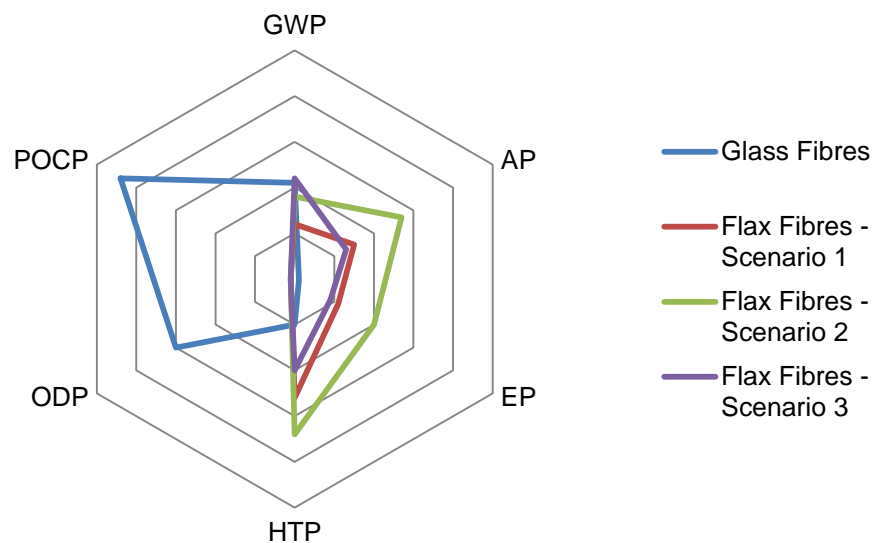 GWP
POCP
AP
ODP
EP
HTP
Glass Fibres
Flax Fibres -
Scenario 1
Flax Fibres -
Scenario 2
Flax Fibres -
Scenario 3